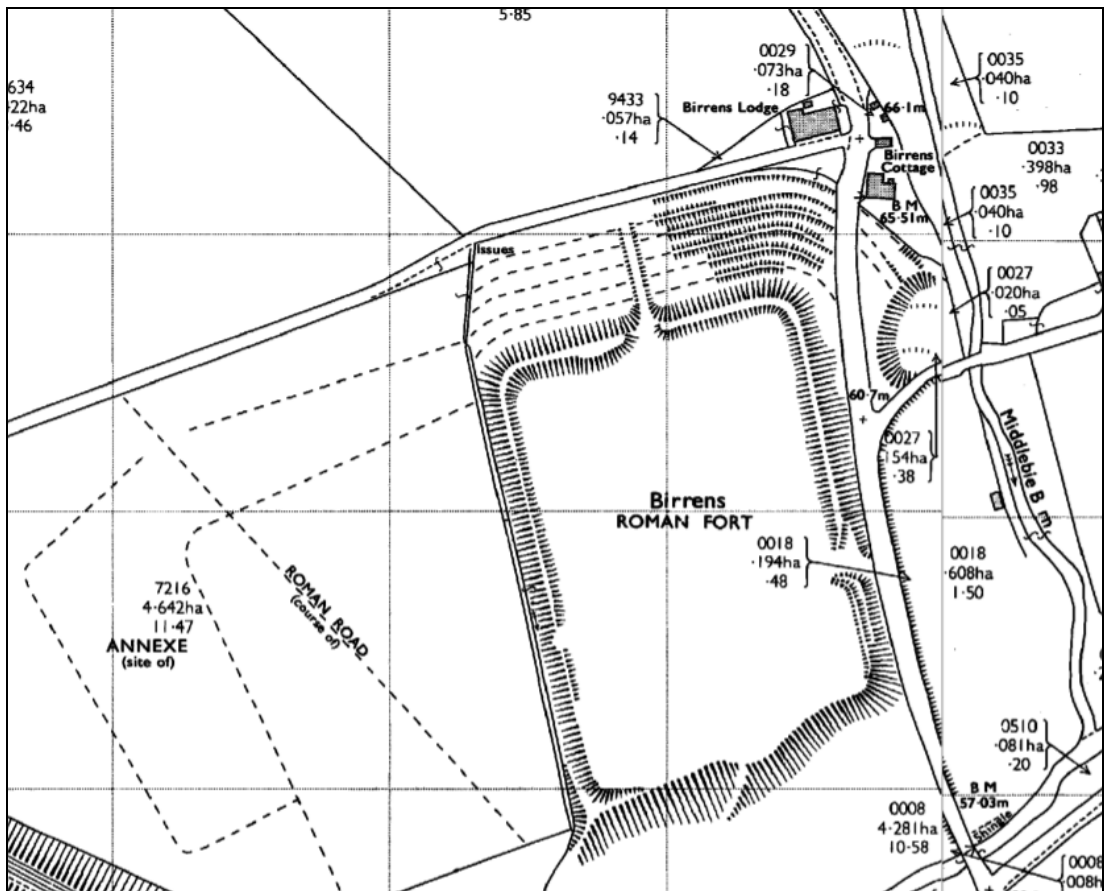 5·85
634
·22ha
·46
0029
·073ha
·18
9433
·057ha
·14
Birrens Lodge
66·1m
Birrens
Cottage
B M
65·51m
0035
·040ha
·10
0033
·398ha
·98
0035
·040ha
·10
0027
·020ha
·05
Issues
60·7m
0027
·154ha
·38
Middlebie B
Birrens
ROMAN FORT
0018
·194ha
·48
0018
·608ha
1·50
ROMAN ROAD
(course of)
7216
4·642ha
11·47
ANNEXE
(site of)
0510
·081ha
·20
B M
57·03m
Shingle
0008
4·281ha
10·58
0008
·008h